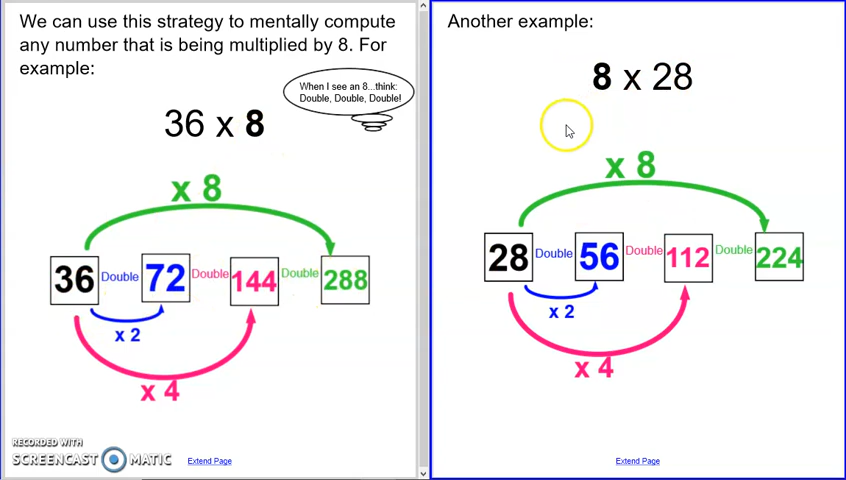 We can use this strategy to mentally compute
any number that is being multiplied by 8. For
example:
When I see an 8...think:
Double, Double, Double!
36 x 8
x 8
36 Double 72 Double 144 Double 288
x 2
x 4
RECORDED WITH
SCREENCAST MATIC
Extend Page
Another example:
8 x 28
x 8
28 Double 56 Double 112 Double 224
x 2
x 4
Extend Page